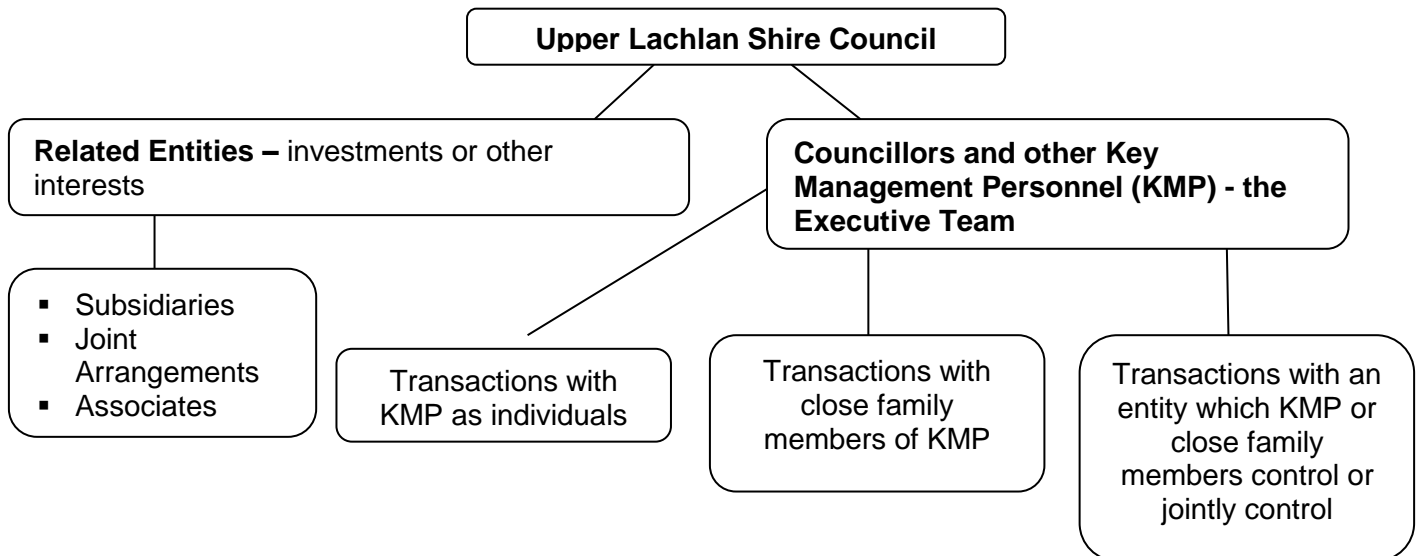 Upper Lachlan Shire Council
Related Entities – investments or other
interests
Councillors and other Key
Management Personnel (KMP) - the
Executive Team
▪ Subsidiaries
▪ Joint
Arrangements
▪ Associates
Transactions with
KMP as individuals
Transactions with
close family
members of KMP
Transactions with an
entity which KMP or
close family
members control or
jointly control